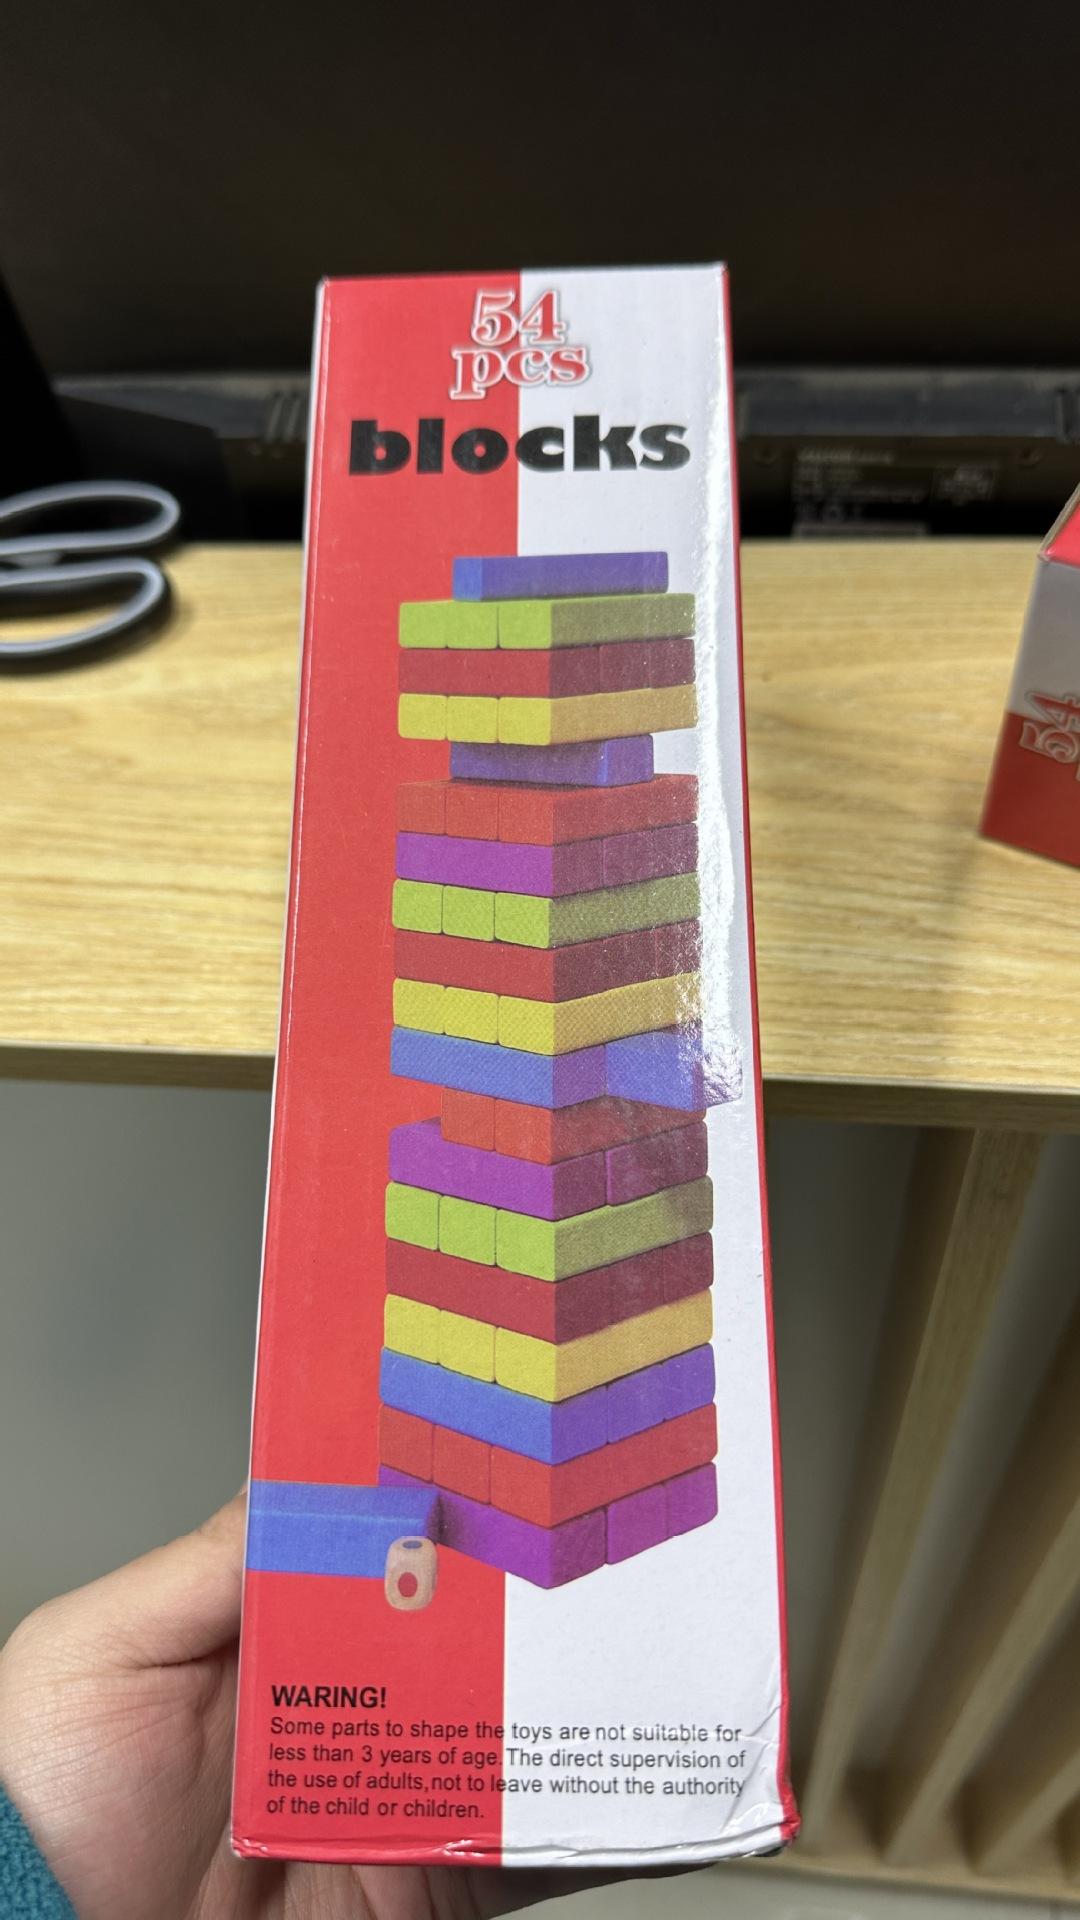 54
pcs
blocks
54
WARING!
Some parts to shape the toys are not suitable for
less than 3 years of age.The direct supervision of
the use of adults,not to leave without the authority
of the child or children.